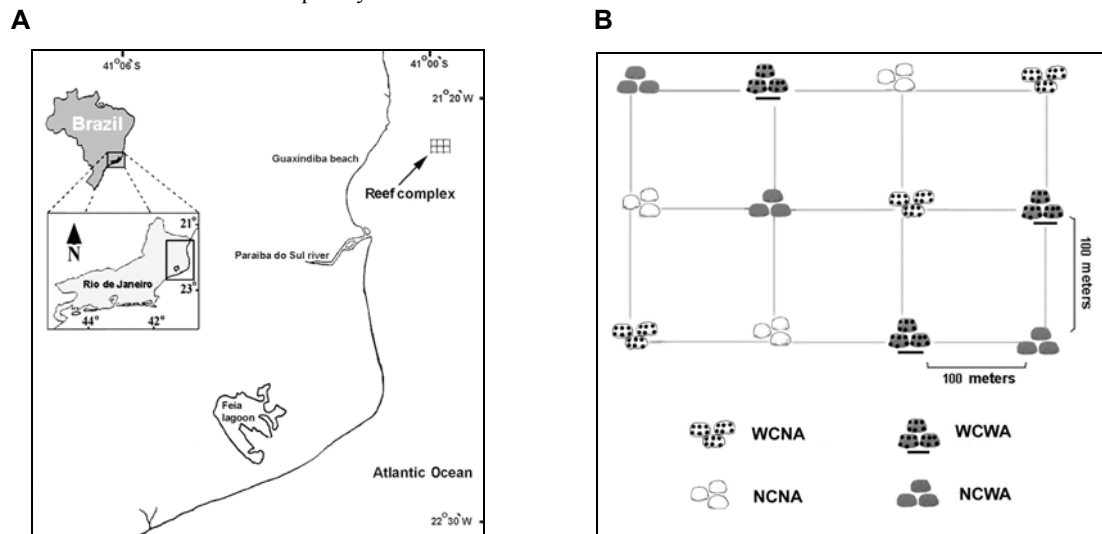 A
B
41°06` S
41°00` S
21°20` W
Brazil
Guaxindiba beach
Reef complex
N
21°
Paraiba do Sul river
Rio de Janeiro
23°
44°
42°
Feia
lagoon
Atlantic Ocean
22°30` W
100 meters
100 meters
WCNA
WCWA
NCNA
NCWA